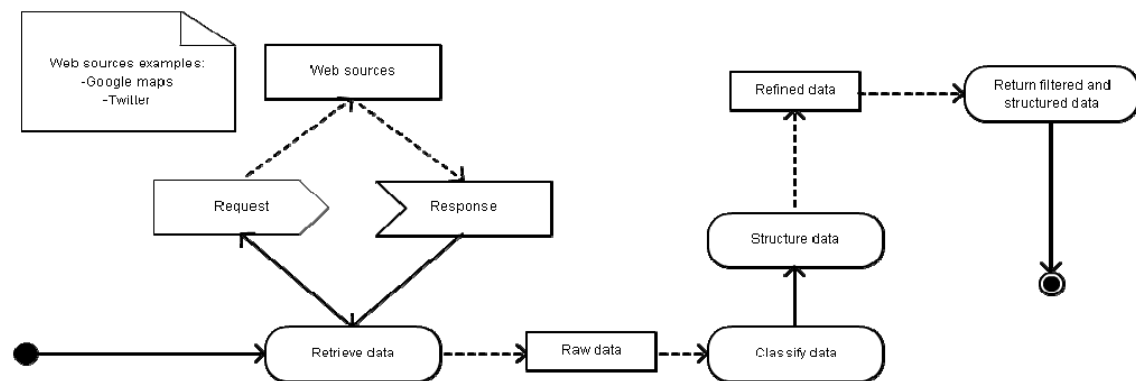 Web sources examples:
-Google maps
-Twitter
Web sources
Request
Response
Retrieve data
Raw data
Classify data
Structure data
Refined data
Return filtered and
structured data